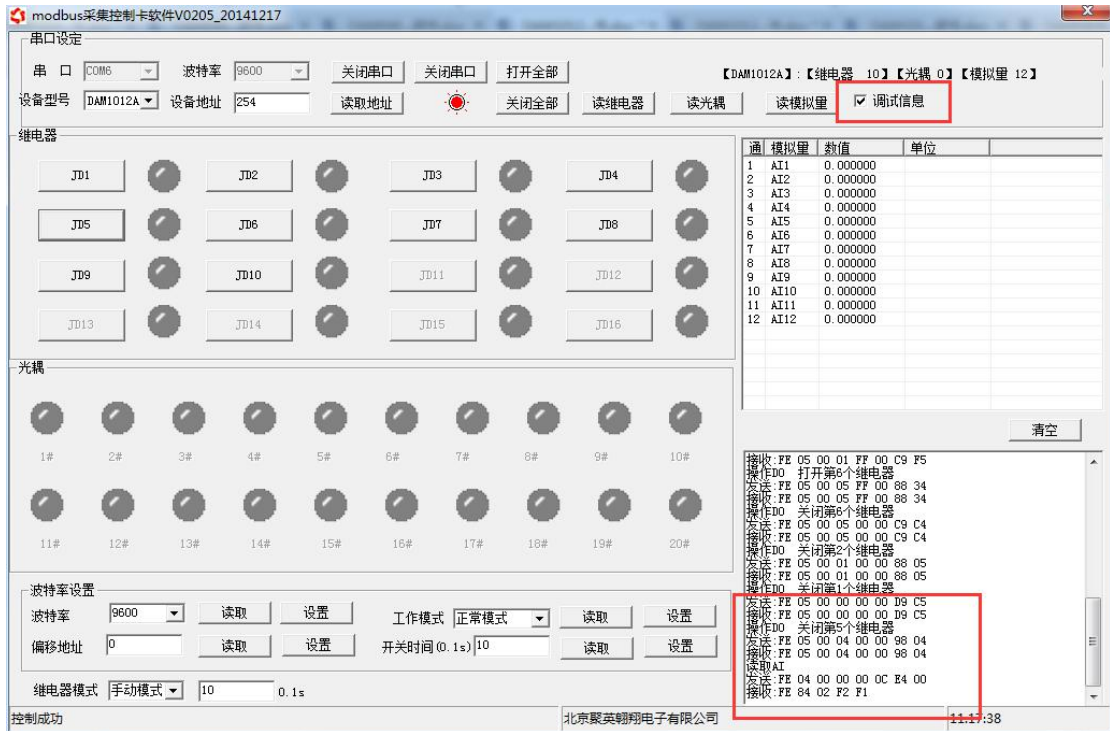 modbus采集控制卡软件V0205_20141217
串口设定
串 口 COM6 波特率 9600 关闭串口 关闭串口 打开全部 【DAM1012A】:【继电器 10】【光耦 0】【模拟量 12】
设备型号 DAM1012A 设备地址 254 读取地址 关闭全部 读继电器 读光耦 读模拟量 调试信息
继电器
JD1 JD2 JD3 JD4
JD5 JD6 JD7 JD8
JD9 JD10 JD11 JD12
JD13 JD14 JD15 JD16
通 模拟量 数值 单位
1 AI1 0.000000
2 AI2 0.000000
3 AI3 0.000000
4 AI4 0.000000
5 AI5 0.000000
6 AI6 0.000000
7 AI7 0.000000
8 AI8 0.000000
9 AI9 0.000000
10 AI10 0.000000
11 AI11 0.000000
12 AI12 0.000000
光耦
1# 2# 3# 4# 5# 6# 7# 8# 9# 10#
11# 12# 13# 14# 15# 16# 17# 18# 19# 20#
清空
接收:FE 05 00 01 FF 00 C9 F5
操作DO 打开第6个继电器
发送:FE 05 00 05 FF 00 88 34
接收:FE 05 00 05 FF 00 88 34
操作DO 关闭第6个继电器
发送:FE 05 00 05 00 00 C9 C4
接收:FE 05 00 05 00 00 C9 C4
操作DO 关闭第2个继电器
发送:FE 05 00 01 00 00 88 05
接收:FE 05 00 01 00 00 88 05
操作DO 关闭第1个继电器
发送:FE 05 00 00 00 00 D9 C5
接收:FE 05 00 00 00 00 D9 C5
操作DO 关闭第5个继电器
发送:FE 05 00 04 00 00 98 04
接收:FE 05 00 04 00 00 98 04
读取AI
发送:FE 04 00 00 00 0C E4 00
接收:FE 84 02 F2 F1
波特率设置
波特率 9600 读取 设置 工作模式 正常模式 读取 设置
偏移地址 0 读取 设置 开关时间(0.1s) 10 读取 设置
继电器模式 手动模式 10 0.1s
控制成功 北京聚英翱翔电子有限公司 11:17:38